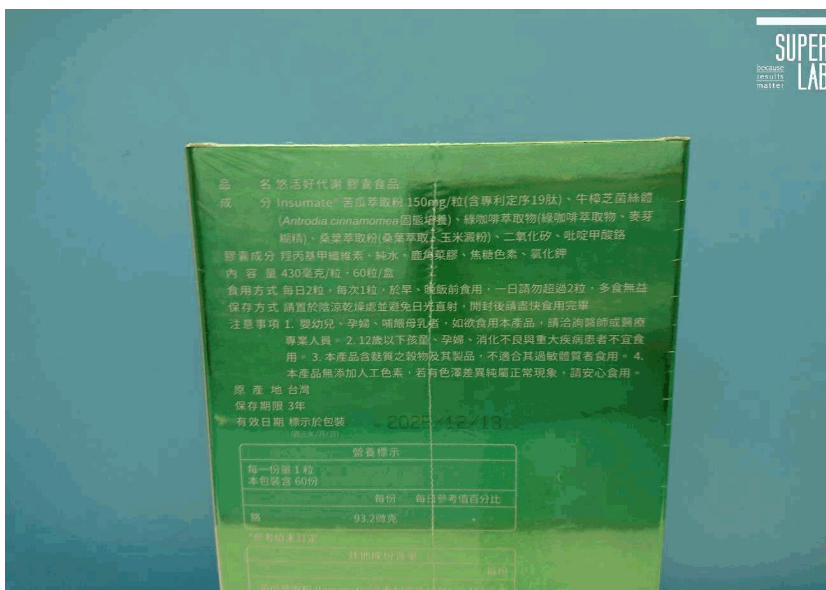 SUPER
LAB
because
results
matter
品 名 悠活好代謝 膠囊食品
成 分 Insumate® 苦瓜萃取粉 150mg/粒(含專利定序19肽)、牛樟芝菌絲體
(Antrodia cinnamomea固態培養)、綠咖啡萃取物(綠咖啡萃取物、麥芽
糊精)、桑葉萃取粉(桑葉萃取、玉米澱粉)、二氧化矽、吡啶甲酸鉻
膠囊成分 羥丙基甲纖維素、純水、鹿角菜膠、焦糖色素、氯化鉀
內 容 量 430毫克/粒，60粒/盒
食用方式 每日2粒，每次1粒，於早、晚飯前食用，一日請勿超過2粒，多食無益
保存方式 請置於陰涼乾燥處並避免日光直射，開封後請盡快食用完畢
注意事項 1. 嬰幼兒、孕婦、哺餵母乳者，如欲食用本產品，請洽詢醫師或醫療
專業人員。 2. 12歲以下孩童、孕婦、消化不良與重大疾病患者不宜食
用。 3. 本產品含麩質之穀物及其製品，不適合其過敏體質者食用。 4.
本產品無添加人工色素，若有色澤差異純屬正常現象，請安心食用。
原 產 地 台灣
保存期限 3年
有效日期 標示於包裝 2025/12/13
營養標示
每一份量 1 粒
本包裝含 60份
每份 每日參考值百分比
鉻 93.2微克 *
*參考值未訂定
其他成份含量
每份